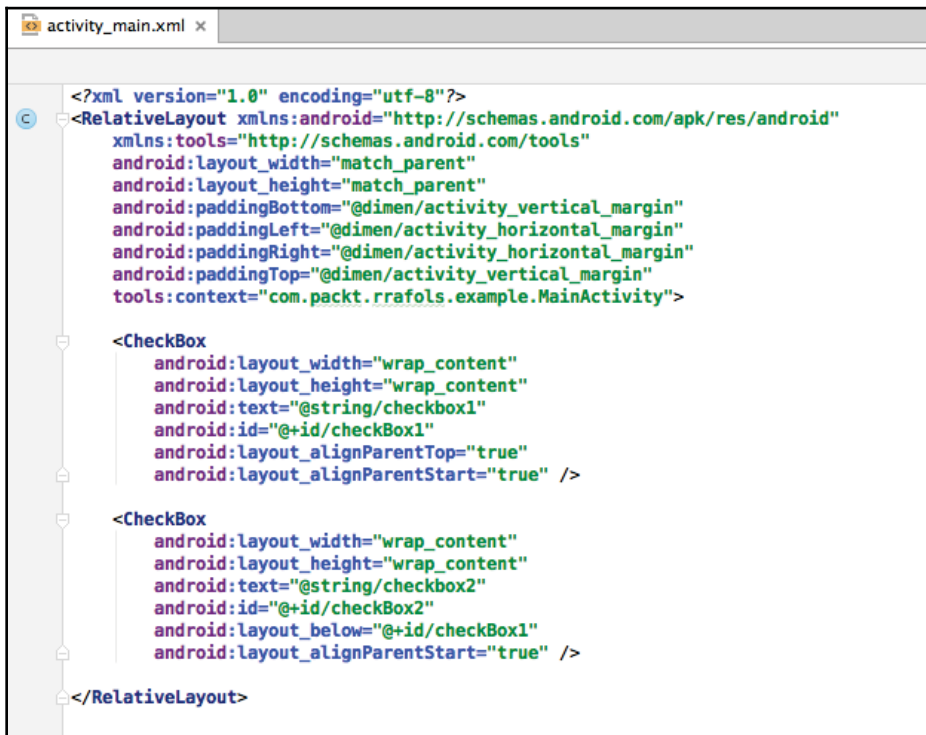 activity_main.xml ×
<?xml version="1.0" encoding="utf-8"?>
C <RelativeLayout xmlns:android="http://schemas.android.com/apk/res/android"
xmlns:tools="http://schemas.android.com/tools"
android:layout_width="match_parent"
android:layout_height="match_parent"
android:paddingBottom="@dimen/activity_vertical_margin"
android:paddingLeft="@dimen/activity_horizontal_margin"
android:paddingRight="@dimen/activity_horizontal_margin"
android:paddingTop="@dimen/activity_vertical_margin"
tools:context="com.packt.rrafols.example.MainActivity">
<CheckBox
android:layout_width="wrap_content"
android:layout_height="wrap_content"
android:text="@string/checkbox1"
android:id="@+id/checkBox1"
android:layout_alignParentTop="true"
android:layout_alignParentStart="true" />
<CheckBox
android:layout_width="wrap_content"
android:layout_height="wrap_content"
android:text="@string/checkbox2"
android:id="@+id/checkBox2"
android:layout_below="@+id/checkBox1"
android:layout_alignParentStart="true" />
</RelativeLayout>